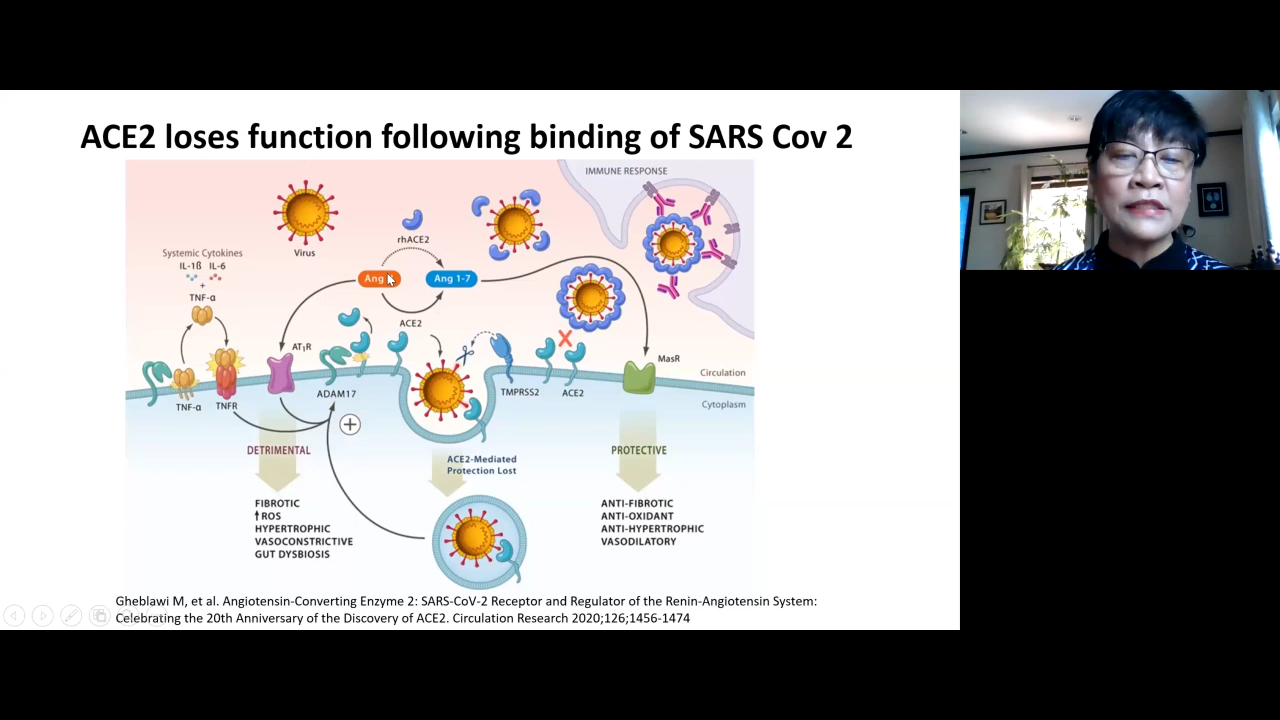 ACE2 loses function following binding of SARS Cov 2
IMMUNE RESPONSE
rhACE2
Virus
Systemic Cytokines
IL-1ß IL-6
+
TNF-α
Ang
Ang 1-7
ACE2
AT1R
MasR
Circulation
ADAM17
TMPRSS2
ACE2
Cytoplasm
TNF-α
TNFR
+
DETRIMENTAL
ACE2-Mediated
Protection Lost
PROTECTIVE
FIBROTIC
↑ROS
HYPERTROPHIC
VASOCONSTRICTIVE
GUT DYSBIOSIS
ANTI-FIBROTIC
ANTI-OXIDANT
ANTI-HYPERTROPHIC
VASODILATORY
Gheblawi M, et al. Angiotensin-Converting Enzyme 2: SARS-CoV-2 Receptor and Regulator of the Renin-Angiotensin System:
Celebrating the 20th Anniversary of the Discovery of ACE2. Circulation Research 2020;126;1456-1474